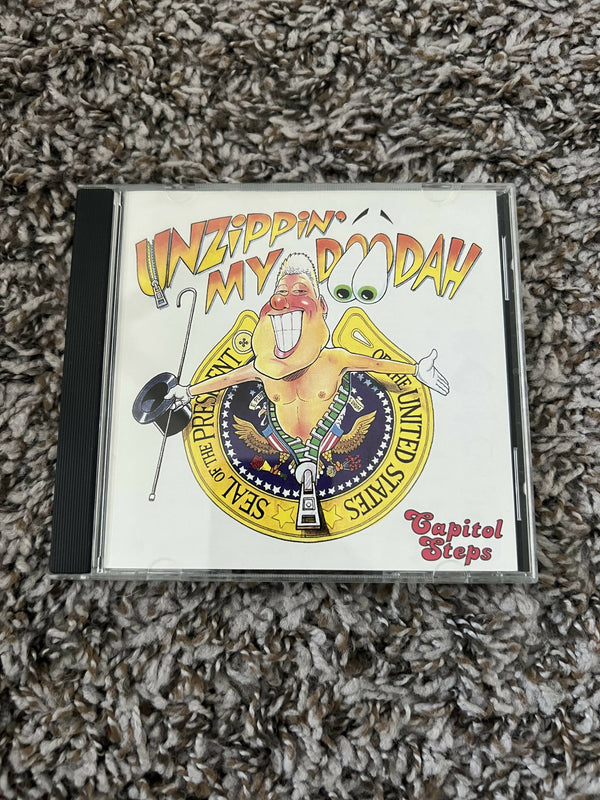 UNZIPPIN'
MY DOODAH
SEAL OF THE PRESIDENT
OF THE UNITED STATES
Capitol
Steps